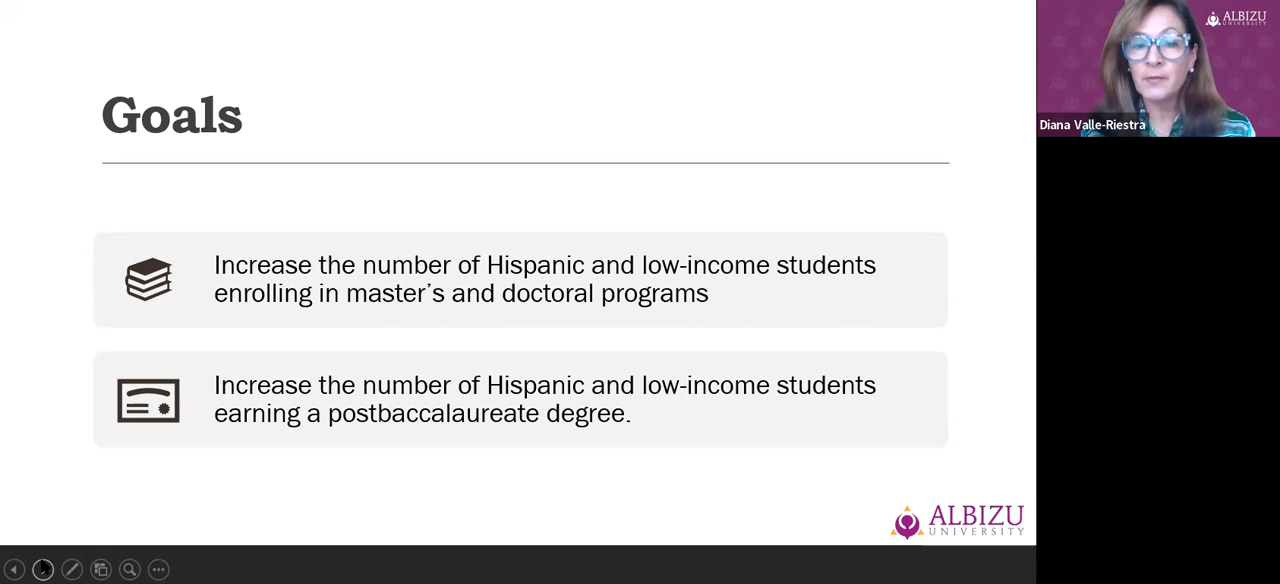 Goals
Increase the number of Hispanic and low-income students
enrolling in master's and doctoral programs
Increase the number of Hispanic and low-income students
earning a postbaccalaureate degree.
ALBIZU
UNIVERSITY
ALBIZU
UNIVERSITY
Diana Valle-Riestra